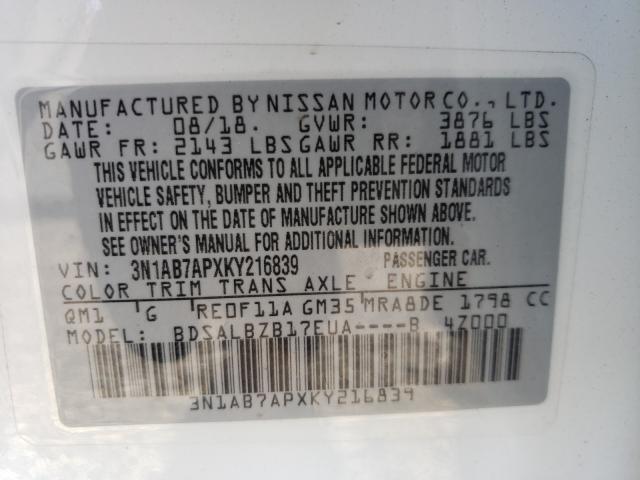 MANUFACTURED BY NISSAN MOTOR CO., LTD.
DATE: 08/18. GVWR: 3876 LBS
GAWR FR: 2143 LBS GAWR RR: 1881 LBS
THIS VEHICLE CONFORMS TO ALL APPLICABLE FEDERAL MOTOR
VEHICLE SAFETY, BUMPER AND THEFT PREVENTION STANDARDS
IN EFFECT ON THE DATE OF MANUFACTURE SHOWN ABOVE.
SEE OWNER'S MANUAL FOR ADDITIONAL INFORMATION.
VIN: 3N1AB7APXKY216839 PASSENGER CAR.
COLOR TRIM TRANS AXLE ENGINE
QM1 G RE0F11A GM35 MRA8DE 1798 CC
MODEL: BDSALBZB17EUA----B 4Z000
3N1AB7APXKY216839